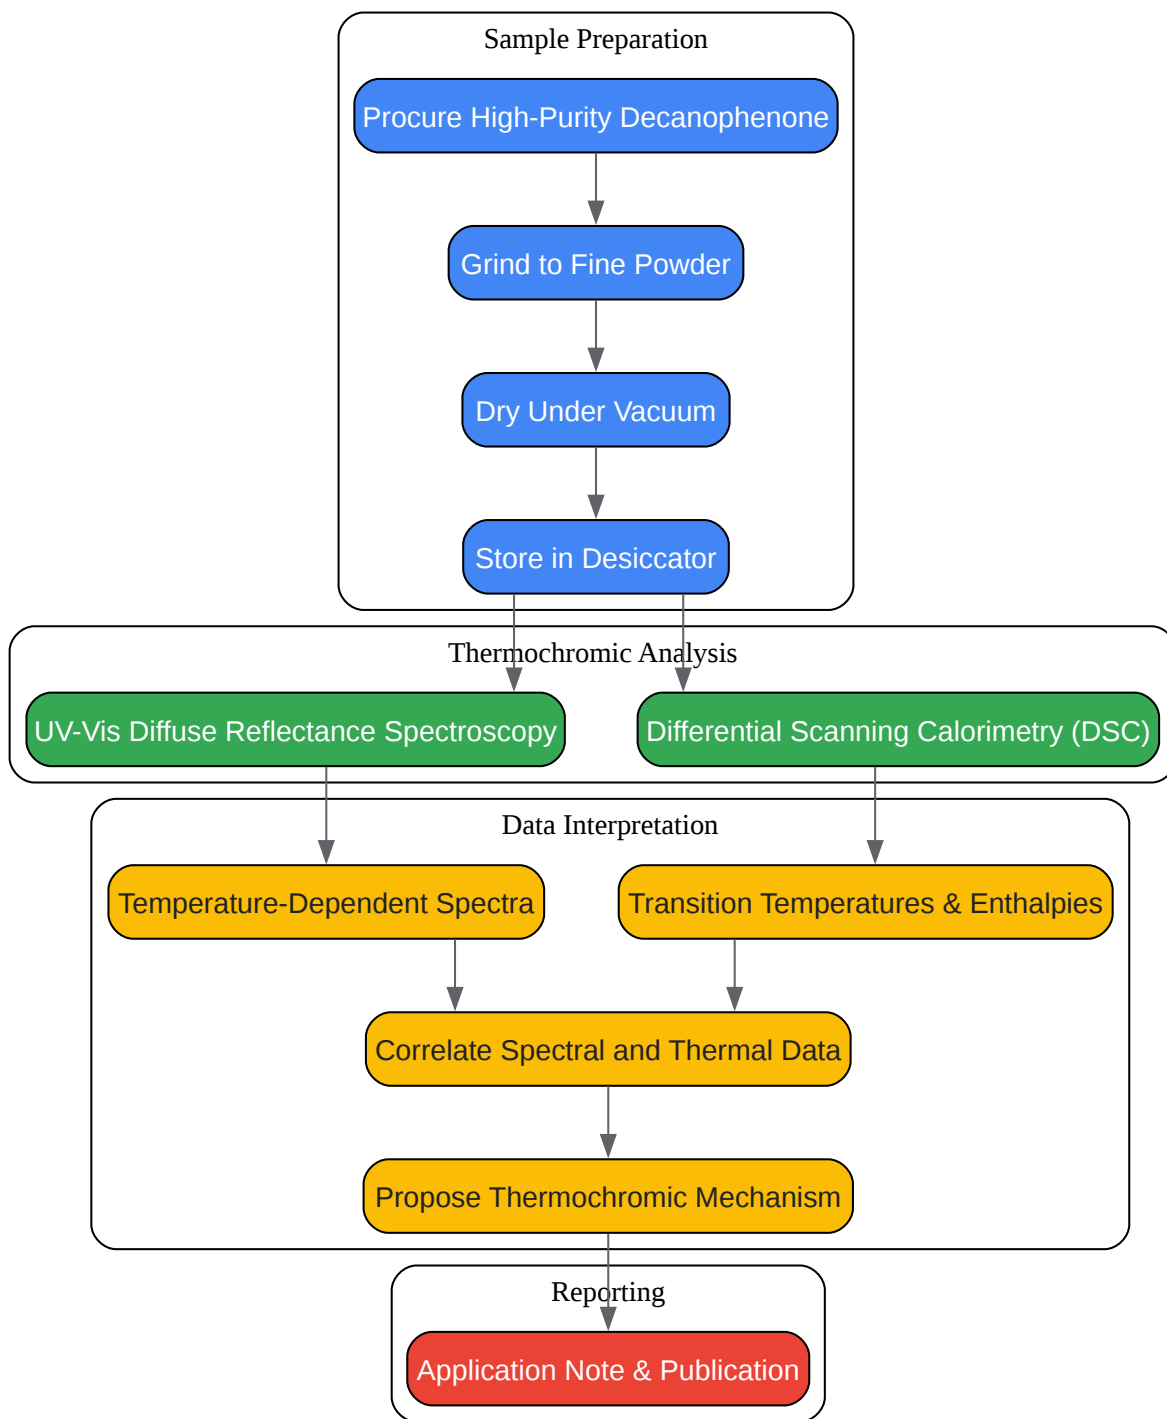 Sample Preparation
Procure High-Purity Decanophenone
Grind to Fine Powder
Dry Under Vacuum
Store in Desiccator
Thermochromic Analysis
UV-Vis Diffuse Reflectance Spectroscopy
Differential Scanning Calorimetry (DSC)
Data Interpretation
Temperature-Dependent Spectra
Transition Temperatures & Enthalpies
Correlate Spectral and Thermal Data
Propose Thermochromic Mechanism
Reporting
Application Note & Publication